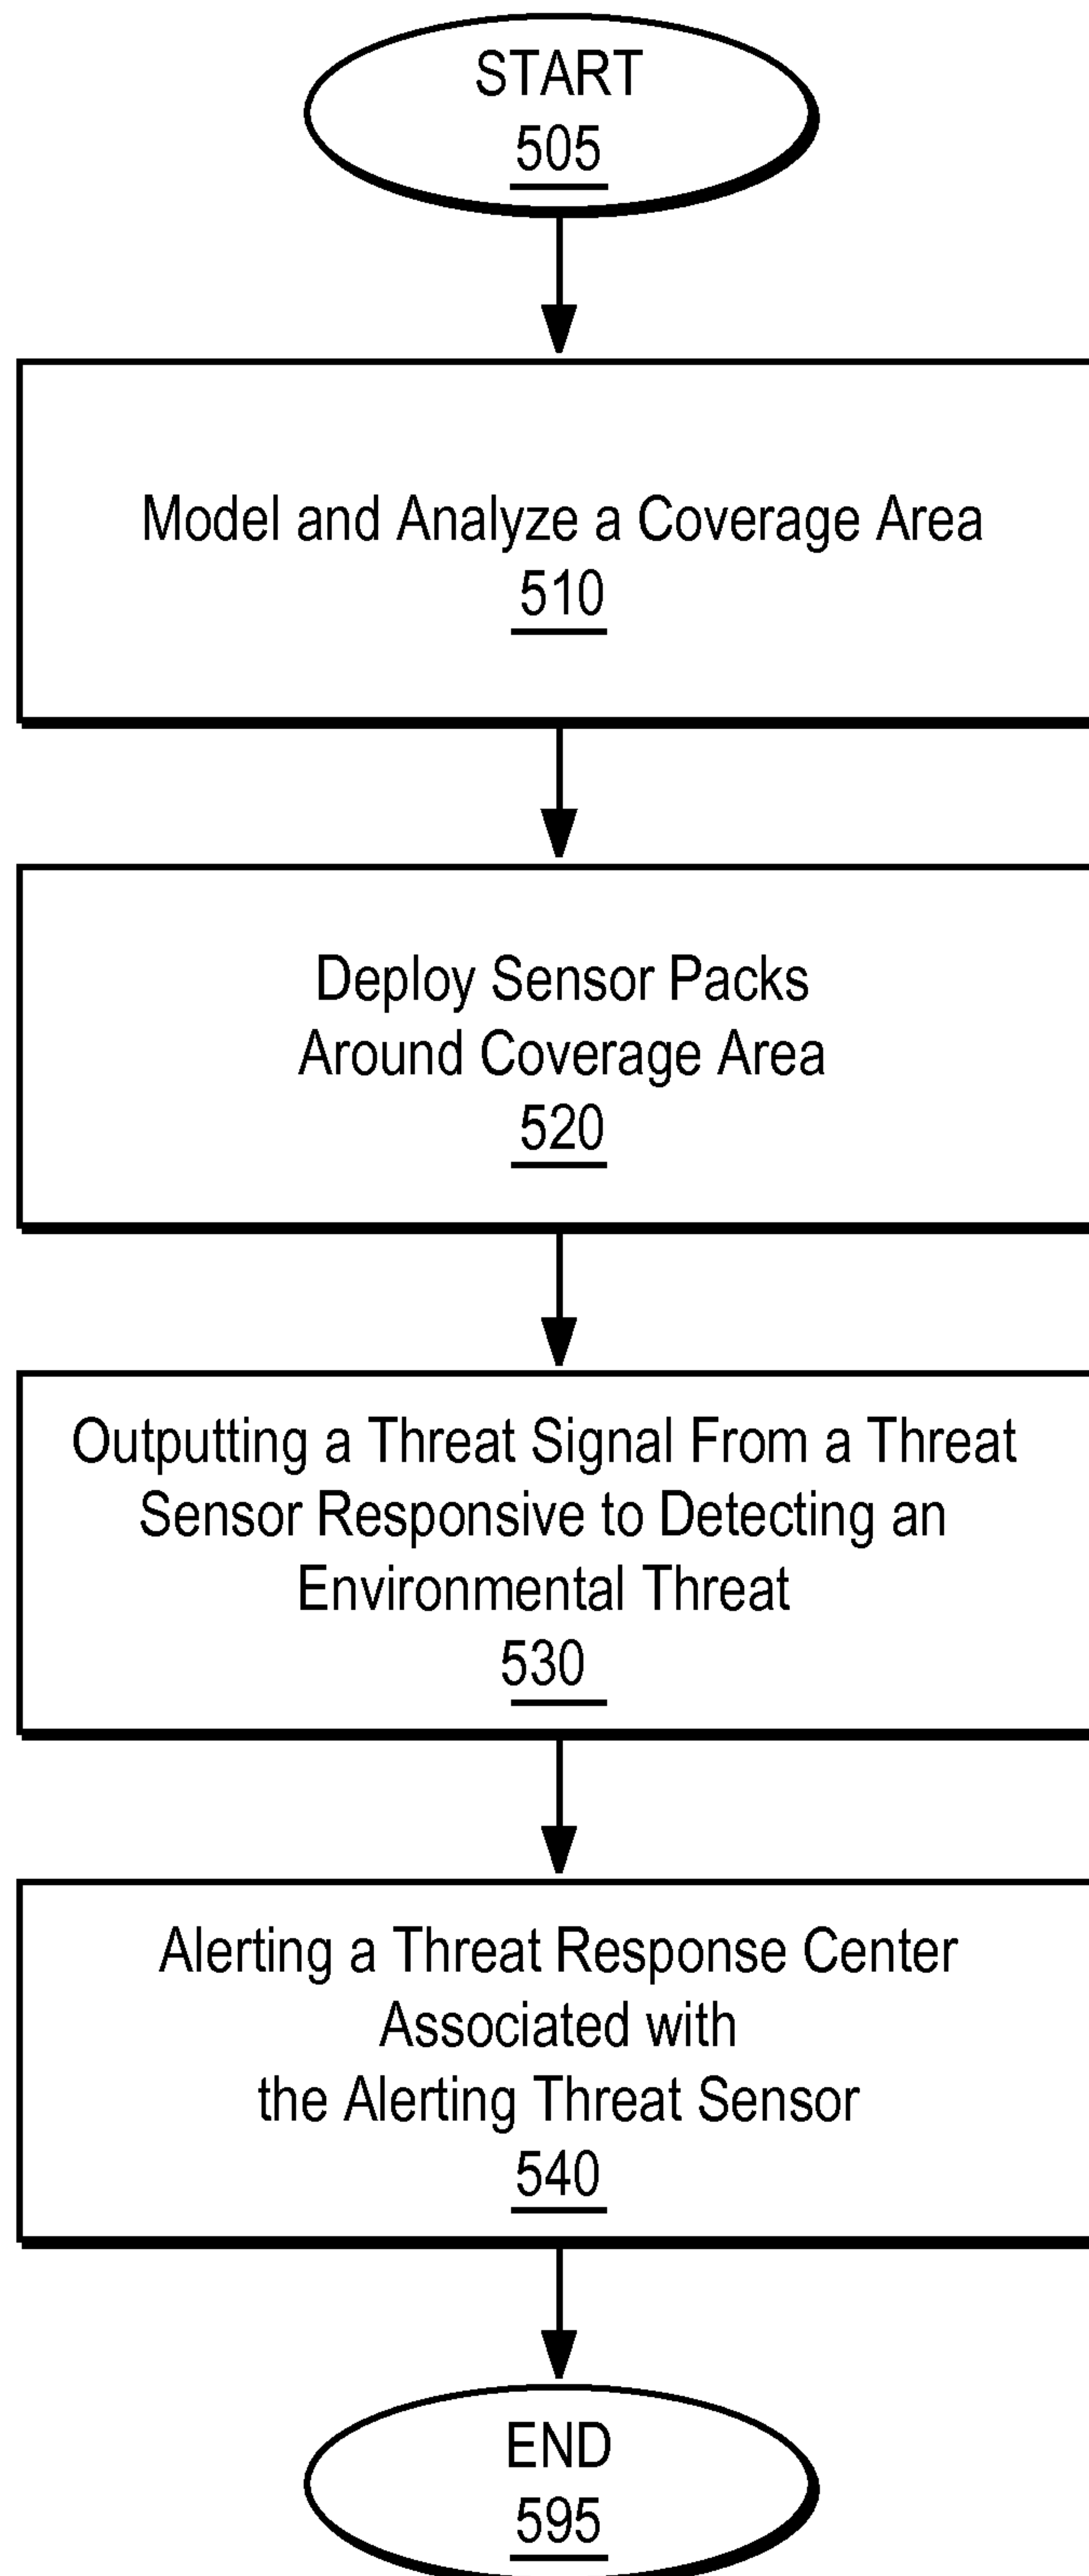 START
505
Model and Analyze a Coverage Area
510
Deploy Sensor Packs
Around Coverage Area
520
Outputting a Threat Signal From a Threat
Sensor Responsive to Detecting an
Environmental Threat
530
Alerting a Threat Response Center
Associated with
the Alerting Threat Sensor
540
END
595